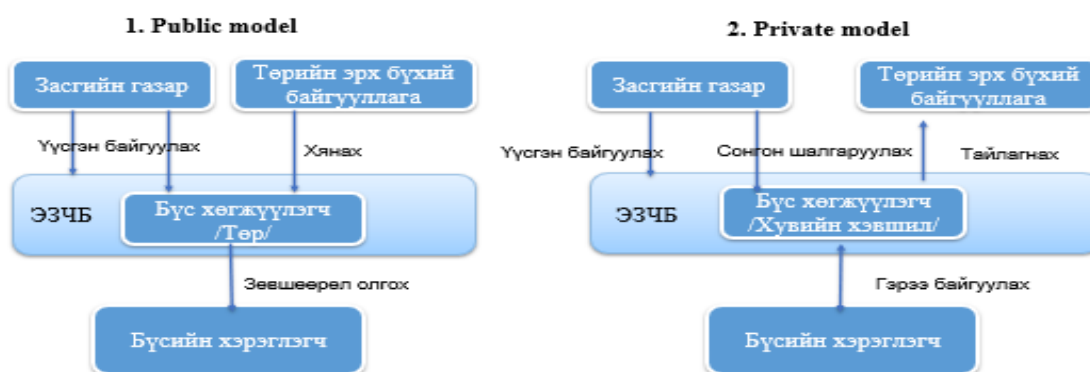 1. Public model
Засгийн газар
Төрийн эрх бүхий
байгууллага
Үүсгэн байгуулах
Хянах
ЭЗЧБ
Бүс хөгжүүлэгч
/Төр/
Зөвшөөрөл олгох
Бүсийн хэрэглэгч
2. Private model
Засгийн газар
Төрийн эрх бүхий
байгууллага
Үүсгэн байгуулах
Сонгон шалгаруулах
Тайлагнах
ЭЗЧБ
Бүс хөгжүүлэгч
/Хувийн хэвшил/
Гэрээ байгуулах
Бүсийн хэрэглэгч